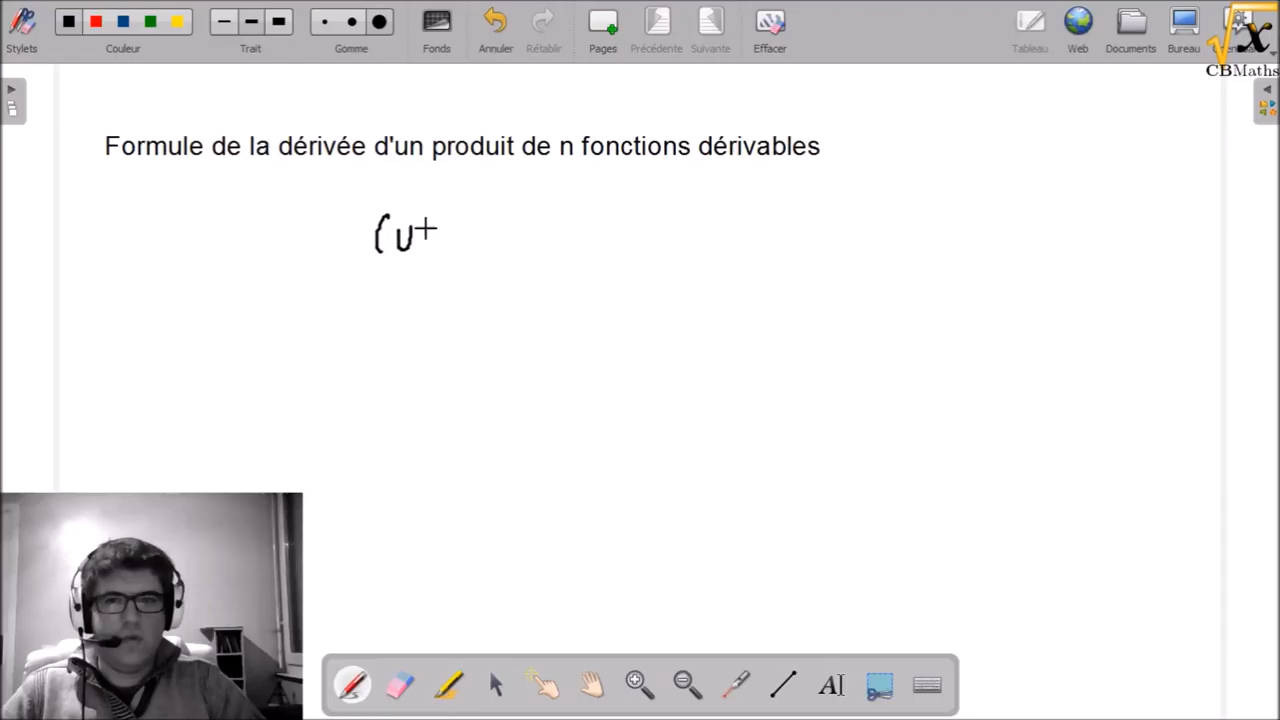 Stylets Couleur Trait Gomme Fonds Annuler Rétablir Pages Précédente Suivante Effacer Tableau Web Documents Bureau
√x
CBMaths
Formule de la dérivée d'un produit de n fonctions dérivables
(u
AI